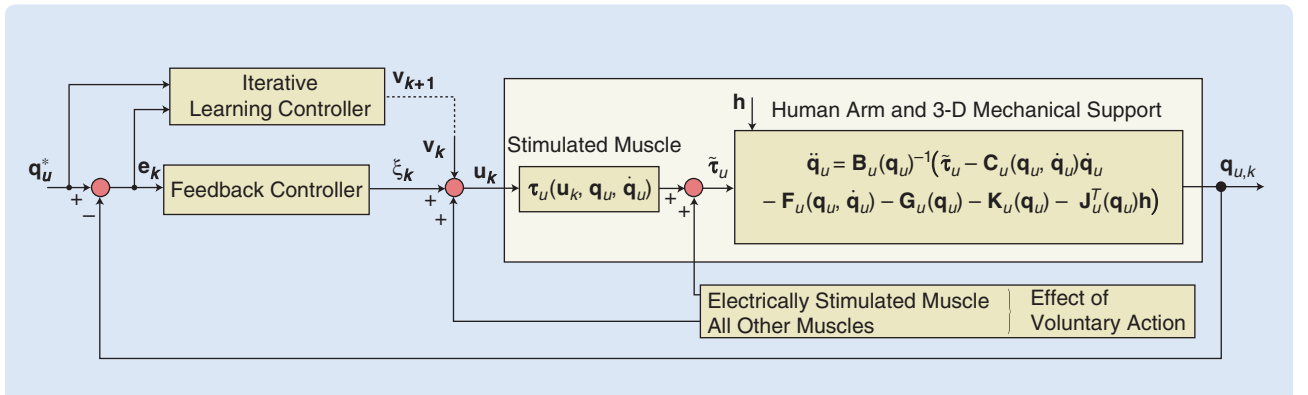 Iterative
Learning Controller
v_{k+1}
h
Human Arm and 3-D Mechanical Support
Stimulated Muscle
v_k
q_u^*
e_k
Feedback Controller
ξ_k
u_k
τ_u(u_k, q_u, q̇_u)
τ̃_u
q̈_u = B_u(q_u)^{-1}(τ̃_u – C_u(q_u, q̇_u)q̇_u
– F_u(q_u, q̇_u) – G_u(q_u) – K_u(q_u) – J_u^T(q_u)h)
q_{u,k}
+
–
+
+
+
+
Electrically Stimulated Muscle
All Other Muscles
Effect of
Voluntary Action